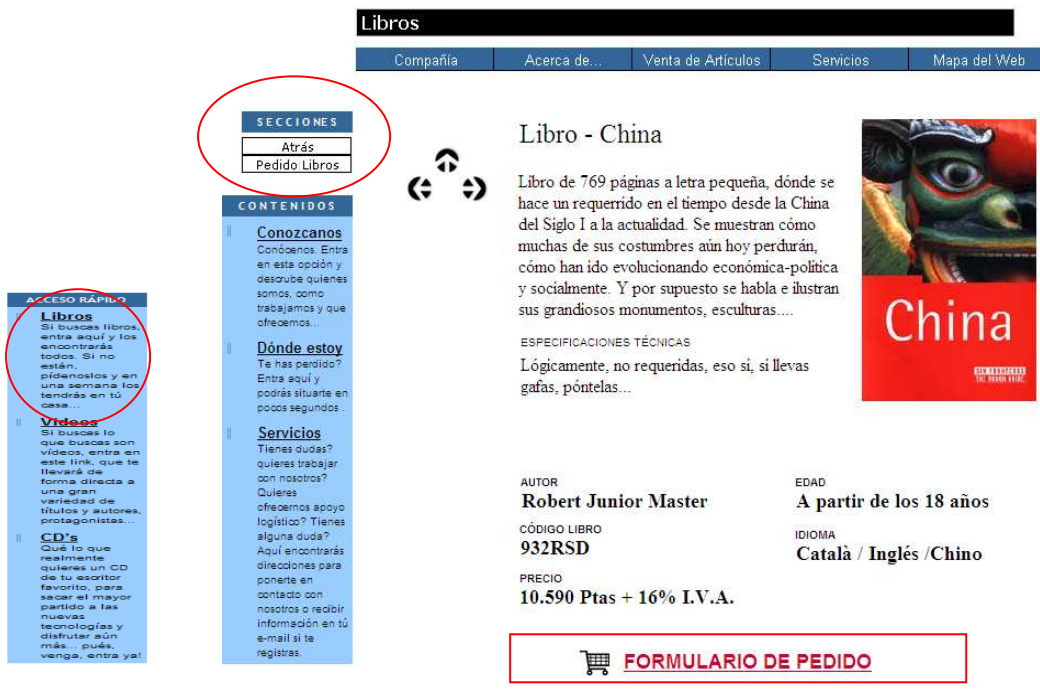 Libros
Compañía Acerca de... Venta de Artículos Servicios Mapa del Web
SECCIONES
Atrás
Pedido Libros
CONTENIDOS
Conozcanos
Conócenos. Entra
en esta opción y
descrube quienes
somos, como
trabajamos y que
ofrecemos...
Dónde estoy
Te has perdido?
Entra aquí y
podrás situarte en
pocos segundos .
Servicios
Tienes dudas?
quieres trabajar
con nosotros?
Quieres
ofrecernos apoyo
logístico? Tienes
alguna duda?
Aquí encontrarás
direcciones para
ponerte en
contacto con
nosotros o recibir
información en tú
e-mail si te
registras.
ACCESO RÁPIDO
Libros
Si buscas libros,
entra aquí y los
encontrarás
todos. Si no
están,
pídenoslos y en
una semana los
tendrás en tú
casa...
Vídeos
Si buscas lo
que buscas son
vídeos, entra en
este link, que te
llevará de
forma directa a
una gran
variedad de
títulos y autores,
protagonistas...
CD's
Qué lo que
realmente
quieres un CD
de tu escritor
favorito, para
sacar el mayor
partido a las
nuevas
tecnologías y
disfrutar aún
más... pués,
venga, entra ya!
Libro - China
Libro de 769 páginas a letra pequeña, dónde se
hace un requerrido en el tiempo desde la China
del Siglo I a la actualidad. Se muestran cómo
muchas de sus costumbres aún hoy perdurán,
cómo han ido evolucionando económica-política
y socialmente. Y por supuesto se habla e ilustran
sus grandiosos monumentos, esculturas....
ESPECIFICACIONES TÉCNICAS
Lógicamente, no requeridas, eso sí, si llevas
gafas, póntelas...
China
SIN FRONTERAS
THE ROUGH GUIDE
AUTOR
Robert Junior Master
EDAD
A partir de los 18 años
CÓDIGO LIBRO
932RSD
IDIOMA
Català / Inglés /Chino
PRECIO
10.590 Ptas + 16% I.V.A.
FORMULARIO DE PEDIDO